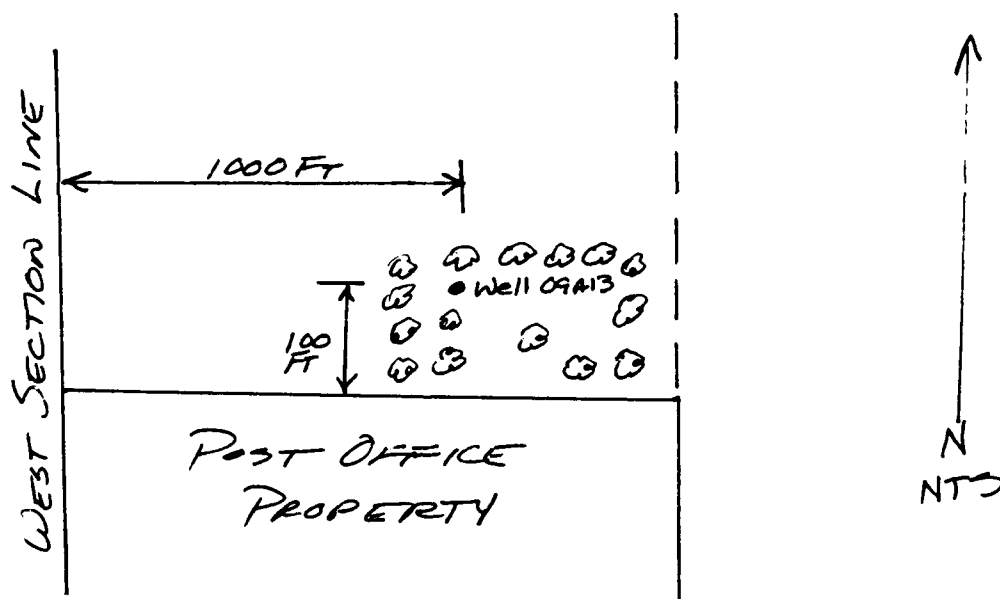 WEST SECTION LINE
1000 FT
Well 09A13
100
FT
POST OFFICE
PROPERTY
N
NTS